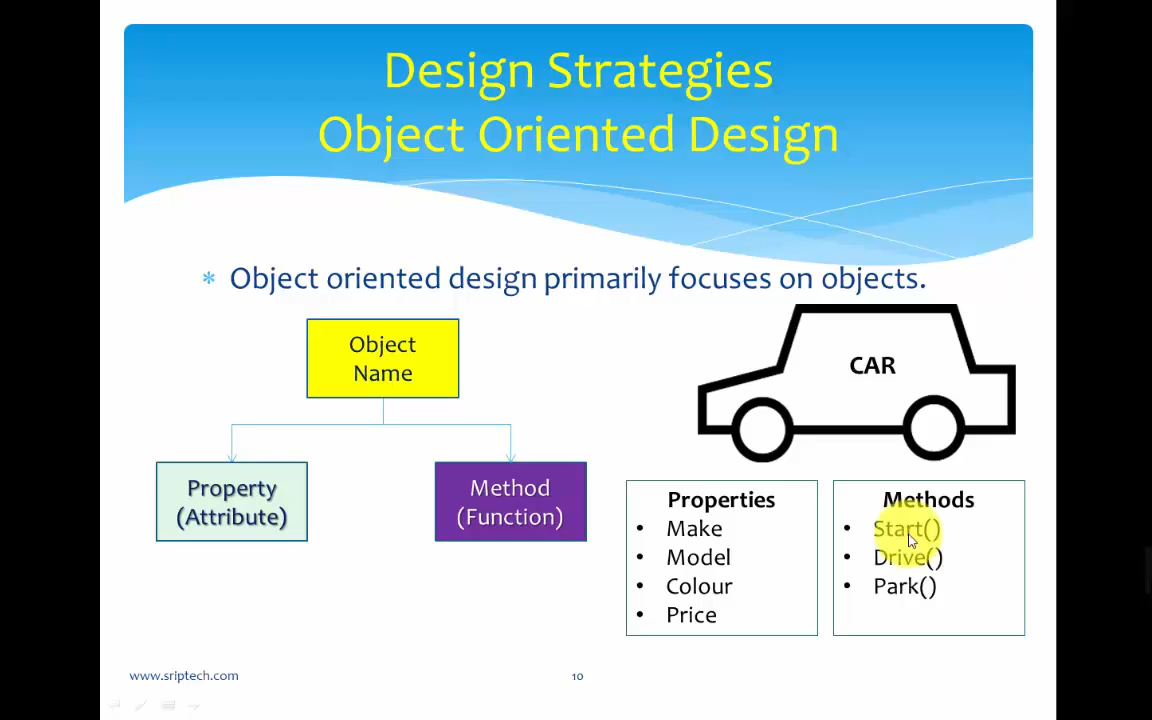 Design Strategies
Object Oriented Design
* Object oriented design primarily focuses on objects.
Object
Name
Property
(Attribute)
Method
(Function)
CAR
Properties
• Make
• Model
• Colour
• Price
Methods
• Start()
• Drive()
• Park()
www.sriptech.com
10